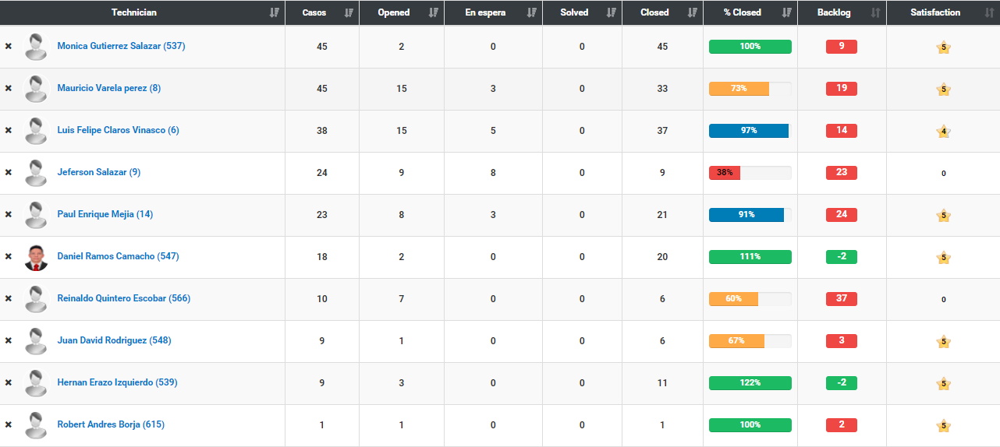 Technician Casos Opened En espera Solved Closed % Closed Backlog Satisfaction
Monica Gutierrez Salazar (537) 45 2 0 0 45 100% 9 5
Mauricio Varela perez (8) 45 15 3 0 33 73% 19 5
Luis Felipe Claros Vinasco (6) 38 15 5 0 37 97% 14 4
Jeferson Salazar (9) 24 9 8 0 9 38% 23 0
Paul Enrique Mejia (14) 23 8 3 0 21 91% 24 5
Daniel Ramos Camacho (547) 18 2 0 0 20 111% -2 5
Reinaldo Quintero Escobar (566) 10 7 0 0 6 60% 37 0
Juan David Rodriguez (548) 9 1 0 0 6 67% 3 5
Hernan Erazo Izquierdo (539) 9 3 0 0 11 122% -2 5
Robert Andres Borja (615) 1 1 0 0 1 100% 2 5